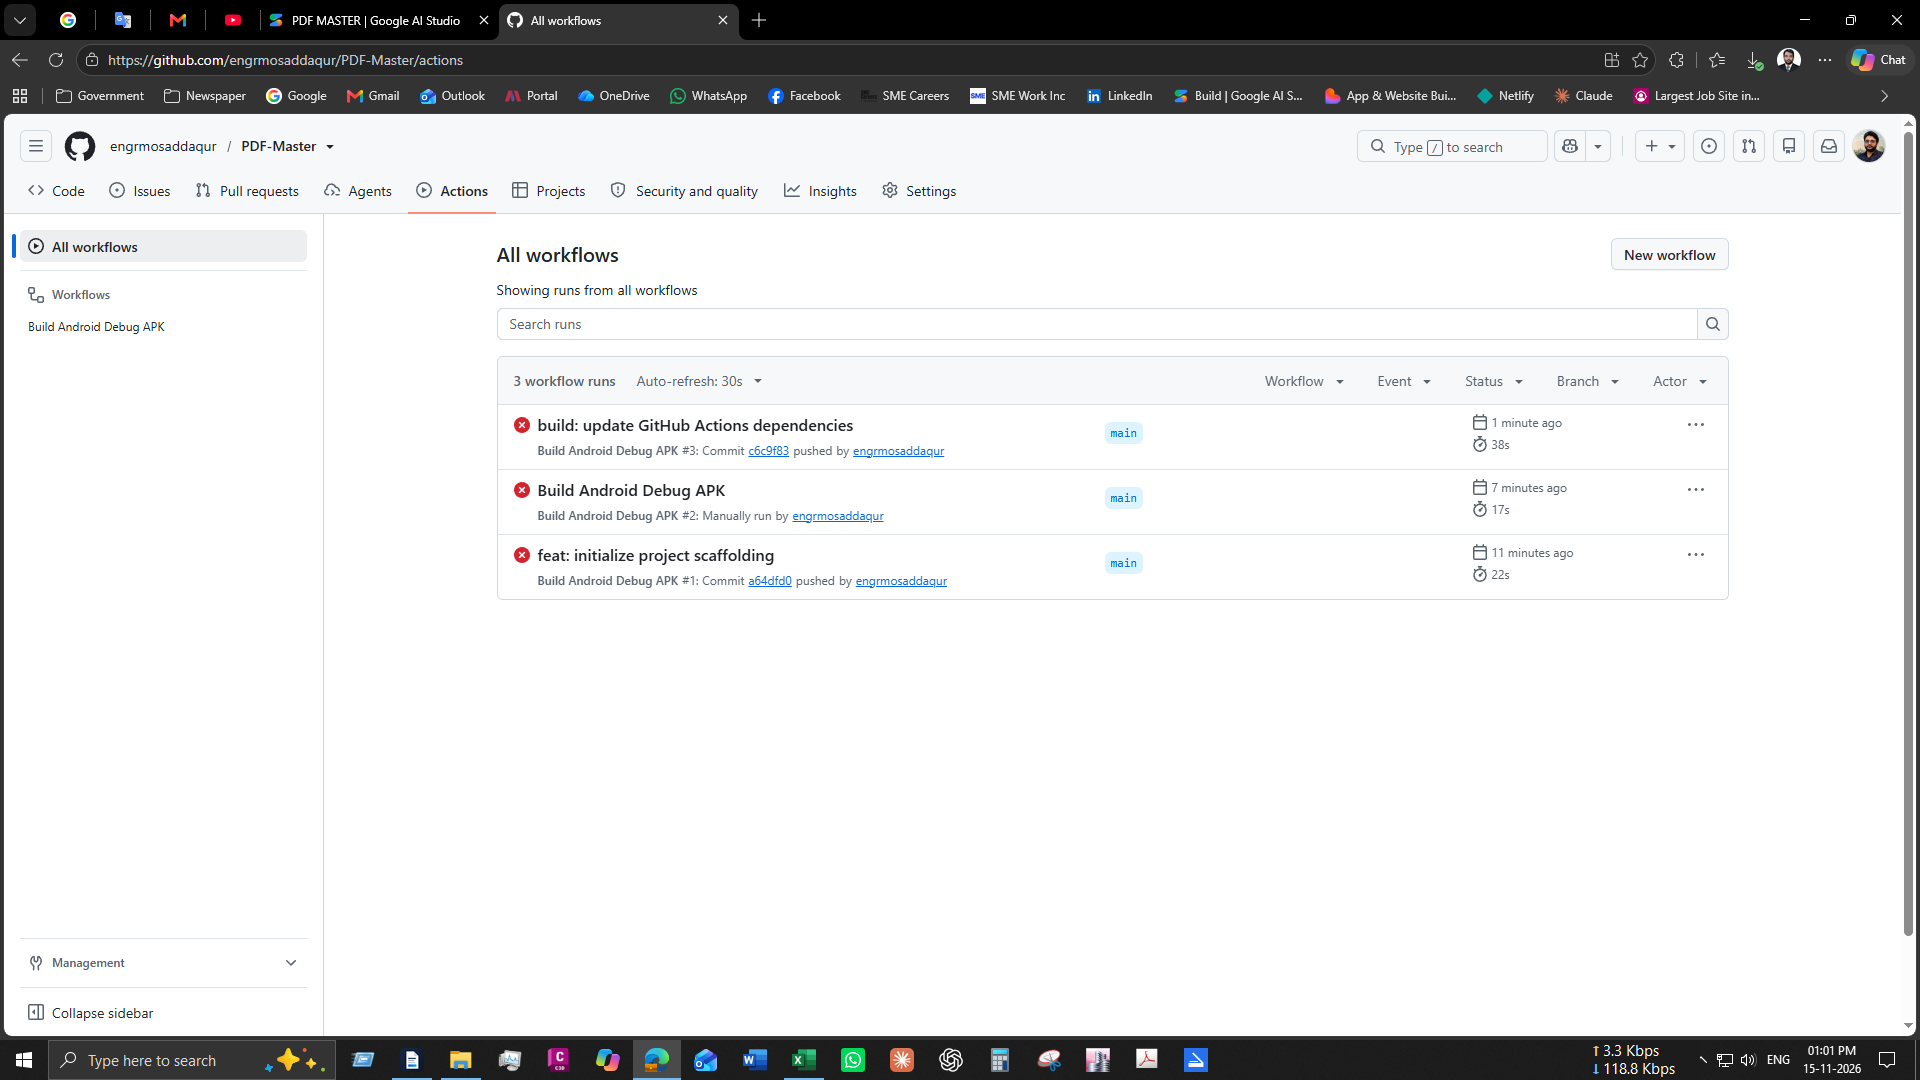 PDF MASTER | Google AI Studio
All workflows
https://github.com/engrmosaddaqur/PDF-Master/actions
Chat
Government
Newspaper
Google
Gmail
Outlook
Portal
OneDrive
WhatsApp
Facebook
SME Careers
SME Work Inc
LinkedIn
Build | Google AI S...
App & Website Bui...
Netlify
Claude
Largest Job Site in...
engrmosaddaqur / PDF-Master
Type / to search
Code
Issues
Pull requests
Agents
Actions
Projects
Security and quality
Insights
Settings
All workflows
Workflows
Build Android Debug APK
Management
Collapse sidebar
All workflows
New workflow
Showing runs from all workflows
Search runs
3 workflow runs
Auto-refresh: 30s
Workflow
Event
Status
Branch
Actor
build: update GitHub Actions dependencies
Build Android Debug APK #3: Commit c6c9f83 pushed by engrmosaddaqur
main
1 minute ago
38s
Build Android Debug APK
Build Android Debug APK #2: Manually run by engrmosaddaqur
main
7 minutes ago
17s
feat: initialize project scaffolding
Build Android Debug APK #1: Commit a64dfd0 pushed by engrmosaddaqur
main
11 minutes ago
22s
Type here to search
↑ 3.3 Kbps
↓ 118.8 Kbps
ENG
01:01 PM
15-11-2026